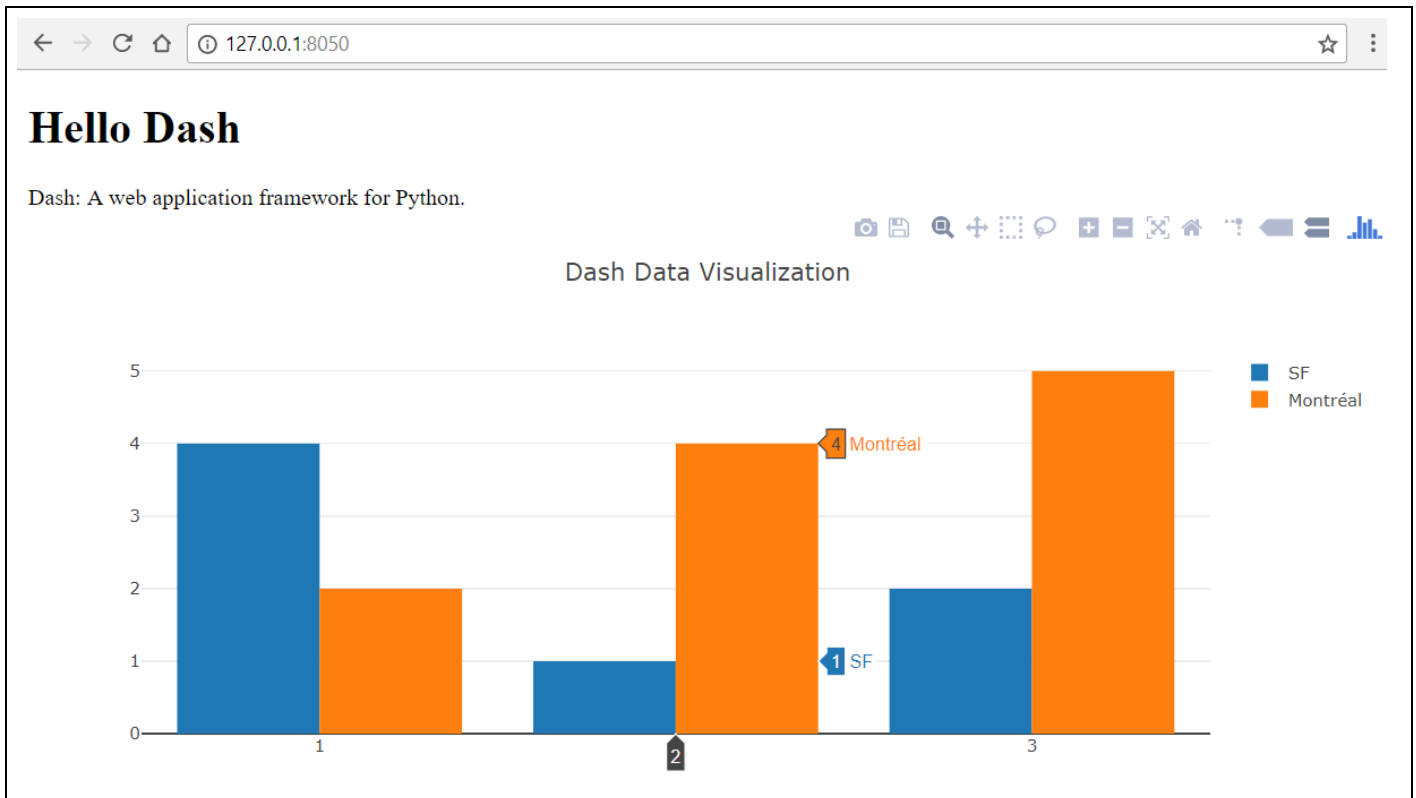 127.0.0.1:8050
Hello Dash
Dash: A web application framework for Python.
Dash Data Visualization
5
4
3
2
1
0
1
2
3
4 Montréal
1 SF
SF
Montréal